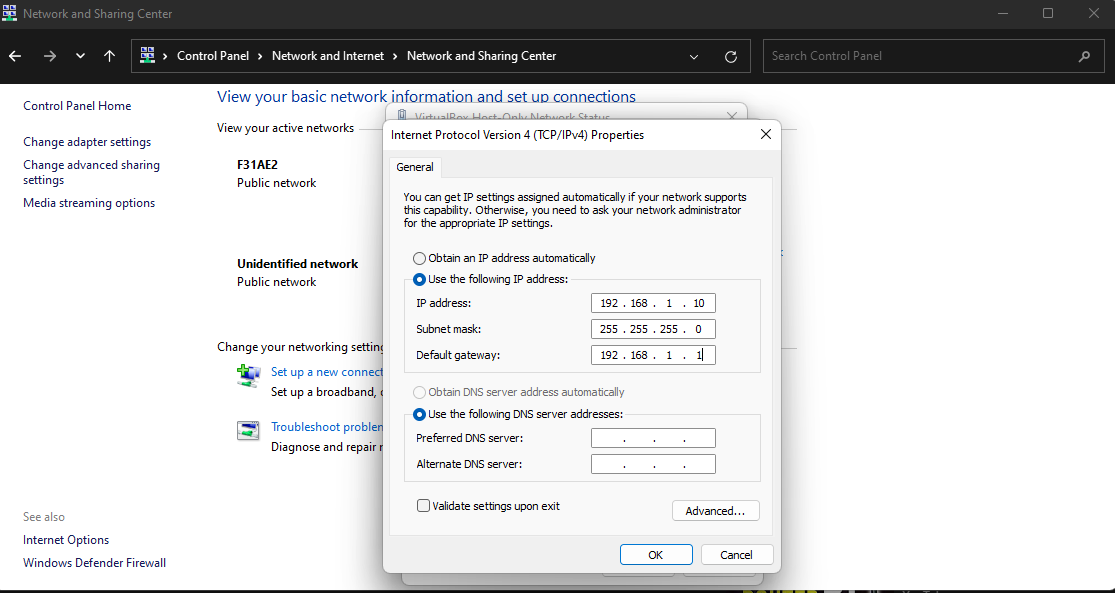 Network and Sharing Center
Control Panel
Network and Internet
Network and Sharing Center
Search Control Panel
Control Panel Home
Change adapter settings
Change advanced sharing
settings
Media streaming options
See also
Internet Options
Windows Defender Firewall
View your basic network information and set up connections
View your active networks
F31AE2
Public network
Unidentified network
Public network
Change your networking setting
Set up a new connect
Set up a broadband,
Troubleshoot problem
Diagnose and repair
VirtualBox Host-Only Network Status
Internet Protocol Version 4 (TCP/IPv4) Properties
General
You can get IP settings assigned automatically if your network supports
this capability. Otherwise, you need to ask your network administrator
for the appropriate IP settings.
Obtain an IP address automatically
Use the following IP address:
IP address: 192 . 168 . 1 . 10
Subnet mask: 255 . 255 . 255 . 0
Default gateway: 192 . 168 . 1 . 1
Obtain DNS server address automatically
Use the following DNS server addresses:
Preferred DNS server: . . .
Alternate DNS server: . . .
Validate settings upon exit
Advanced...
OK
Cancel